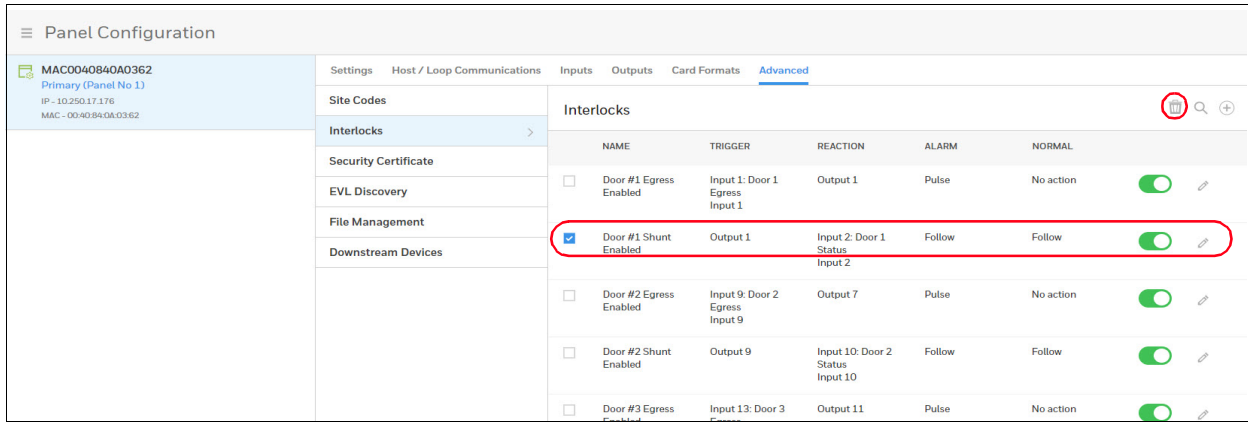 Panel Configuration
MAC0040840A0362
Primary (Panel No 1)
IP - 10.250.17.176
MAC - 00:40:84:0A:03:62
Settings Host / Loop Communications Inputs Outputs Card Formats Advanced
Site Codes
Interlocks
Security Certificate
EVL Discovery
File Management
Downstream Devices
Interlocks
NAME TRIGGER REACTION ALARM NORMAL
Door #1 Egress Input 1: Door 1 Output 1 Pulse No action
Enabled Egress
Input 1
Door #1 Shunt Output 1 Input 2: Door 1 Follow Follow
Enabled Status
Input 2
Door #2 Egress Input 9: Door 2 Output 7 Pulse No action
Enabled Egress
Input 9
Door #2 Shunt Output 9 Input 10: Door 2 Follow Follow
Enabled Status
Input 10
Door #3 Egress Input 13: Door 3 Output 11 Pulse No action